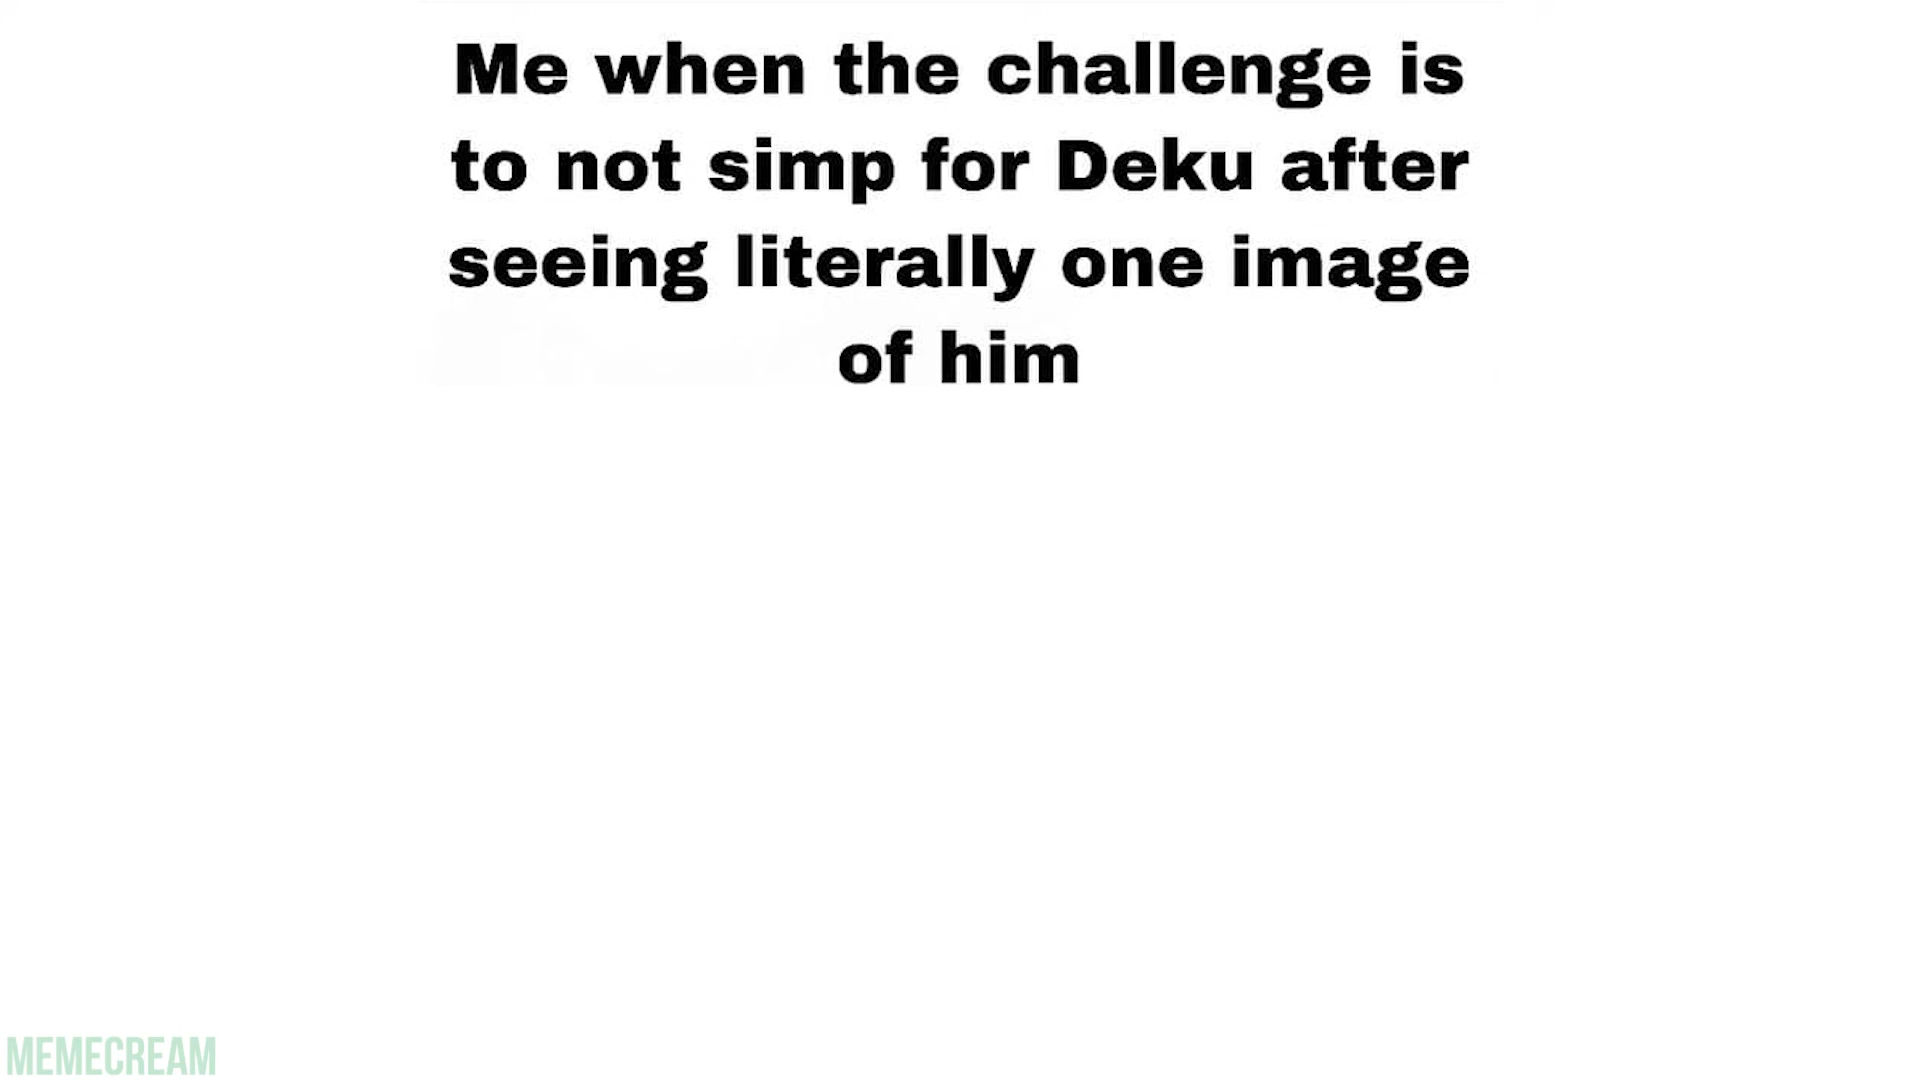 Me when the challenge is
to not simp for Deku after
seeing literally one image
of him
MEMECREAM